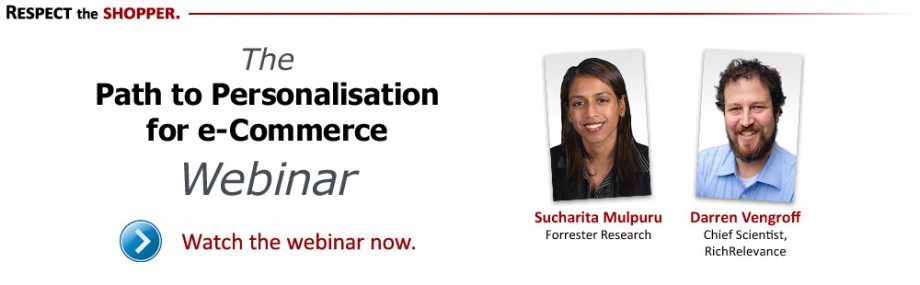 RESPECT the SHOPPER.
The
Path to Personalisation
for e-Commerce
Webinar
Watch the webinar now.
Sucharita Mulpuru
Forrester Research
Darren Vengroff
Chief Scientist,
RichRelevance